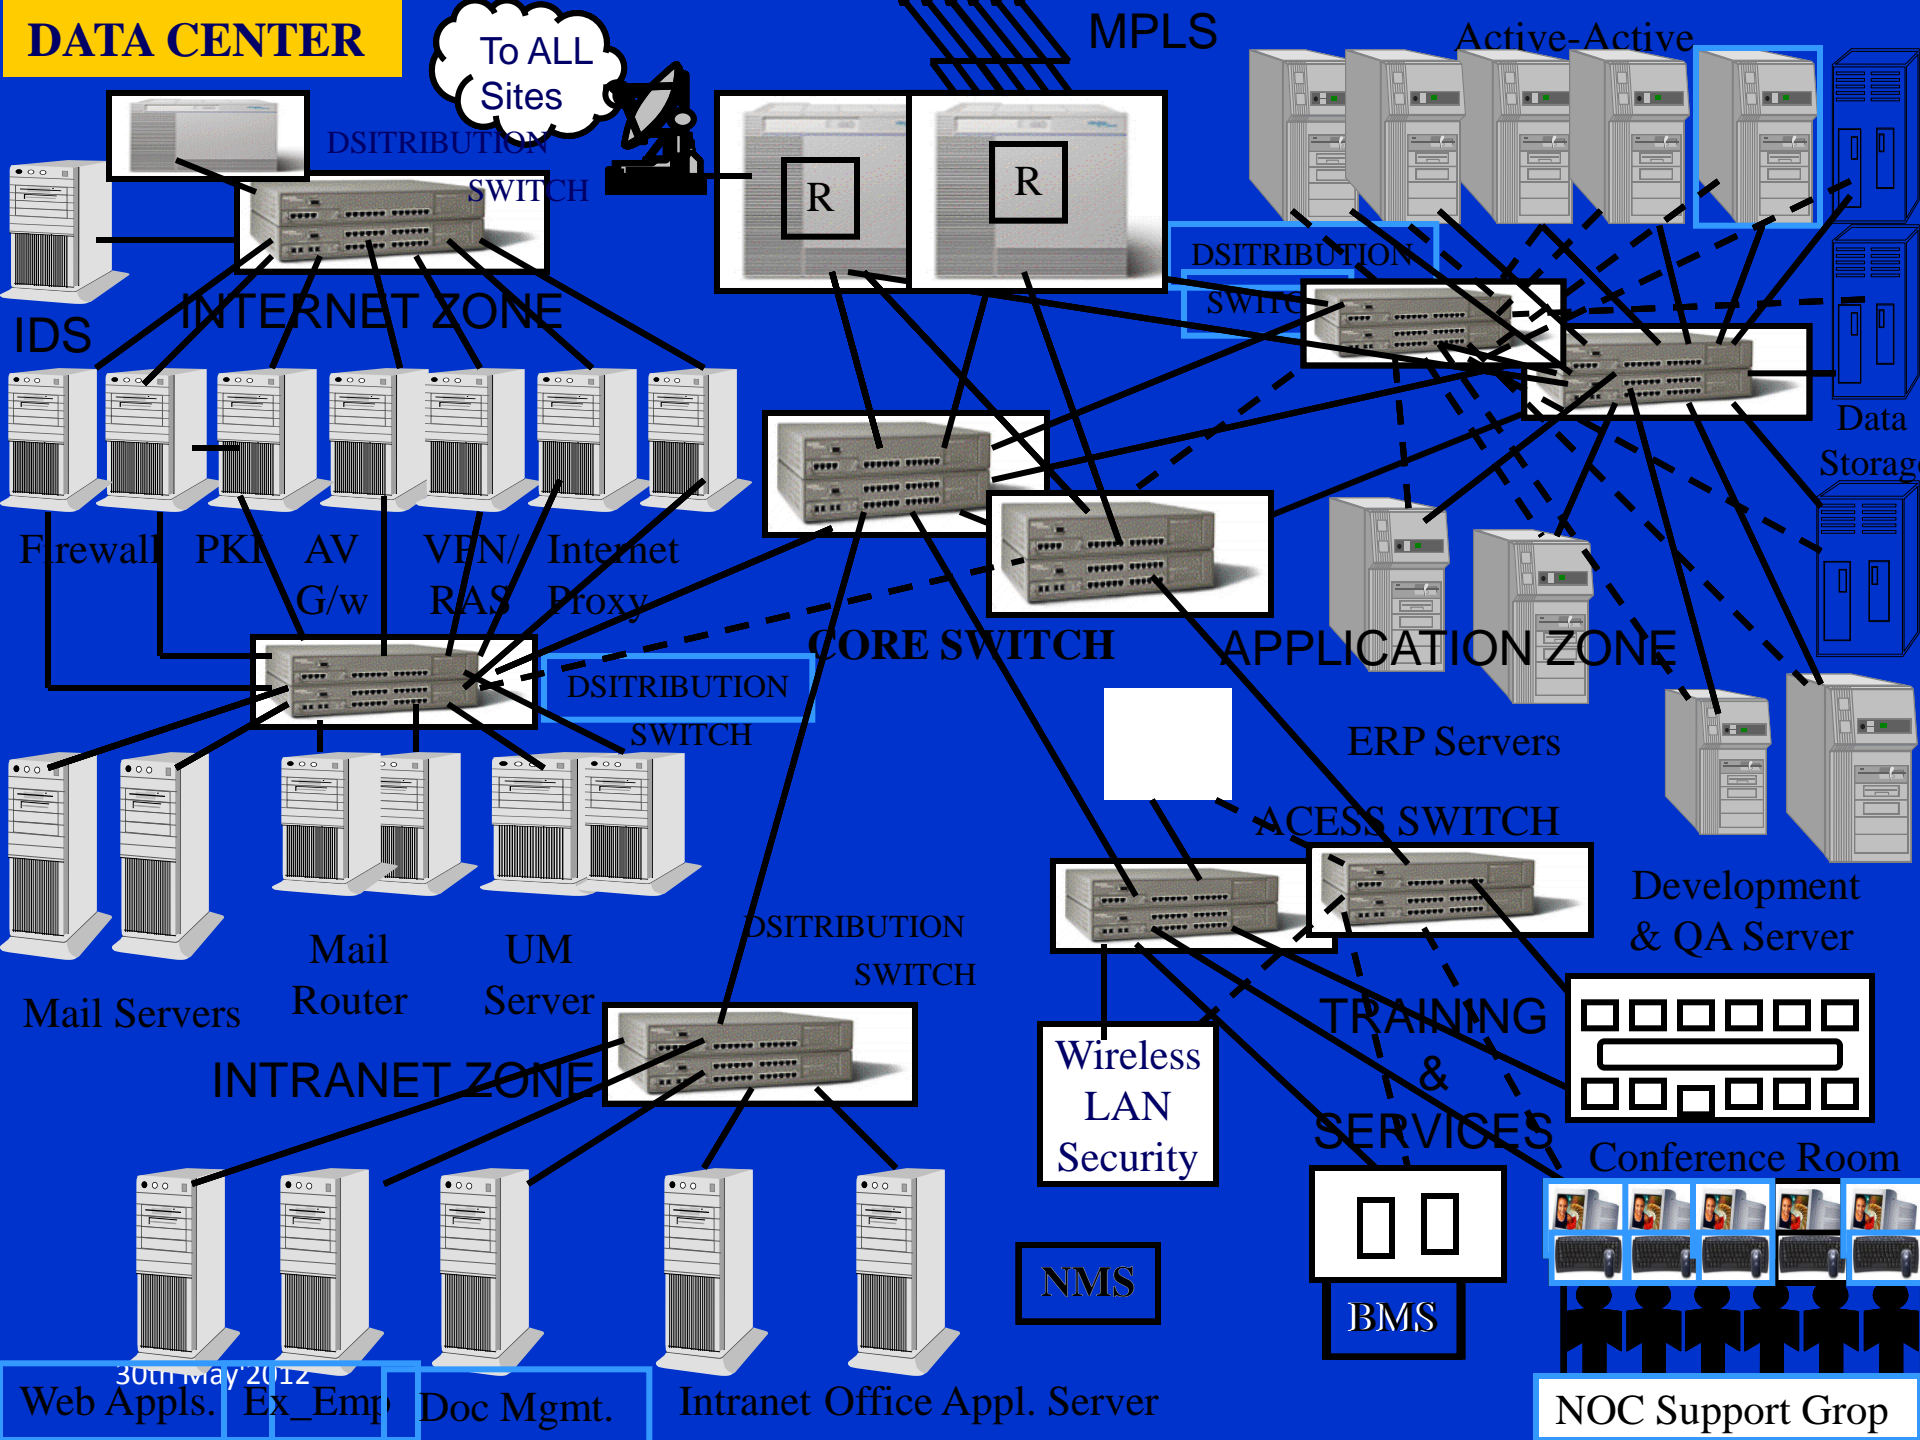 DATA CENTER
To ALL
Sites
MPLS
Active-Active
DSITRIBUTION
SWITCH
R
R
DSITRIBUTION
SWITC
INTERNET ZONE
IDS
Data
Storage
Firewall
PKI
AV
G/w
VPN/
RAS
Internet
Proxy
CORE SWITCH
APPLICATION ZONE
DSITRIBUTION
SWITCH
ERP Servers
ACESS SWITCH
Development
& QA Server
DSITRIBUTION
SWITCH
Mail
Router
UM
Server
Mail Servers
INTRANET ZONE
TRAINING
&
SERVICES
Wireless
LAN
Security
Conference Room
NMS
BMS
30th May'2012
Web Appls.
Ex_Emp
Doc Mgmt.
Intranet Office Appl. Server
NOC Support Grop